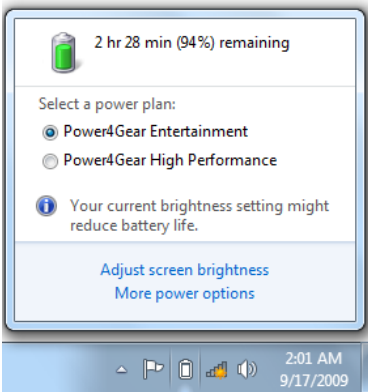 2 hr 28 min (94%) remaining
Select a power plan:
Power4Gear Entertainment
Power4Gear High Performance
Your current brightness setting might
reduce battery life.
Adjust screen brightness
More power options
2:01 AM
9/17/2009